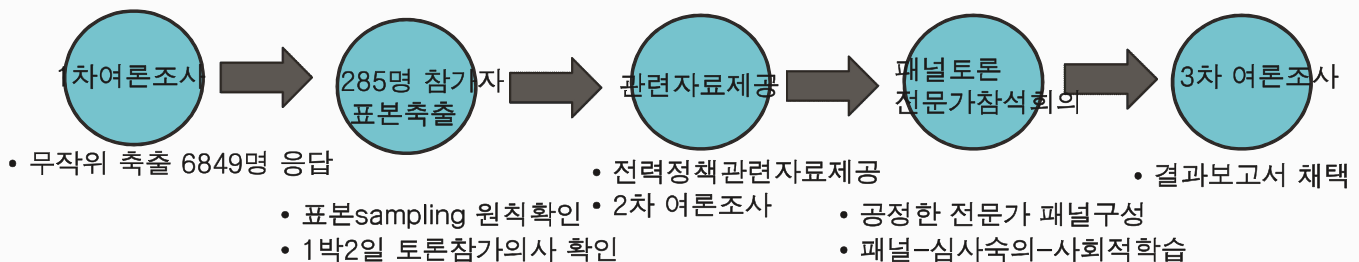 1차여론조사
285명 참가자
표본축출
관련자료제공
패널토론
전문가참석회의
3차 여론조사
• 무작위 축출 6849명 응답
• 표본sampling 원칙확인
• 1박2일 토론참가의사 확인
• 전력정책관련자료제공
• 2차 여론조사
• 공정한 전문가 패널구성
• 패널–심사숙의–사회적학습
• 결과보고서 채택